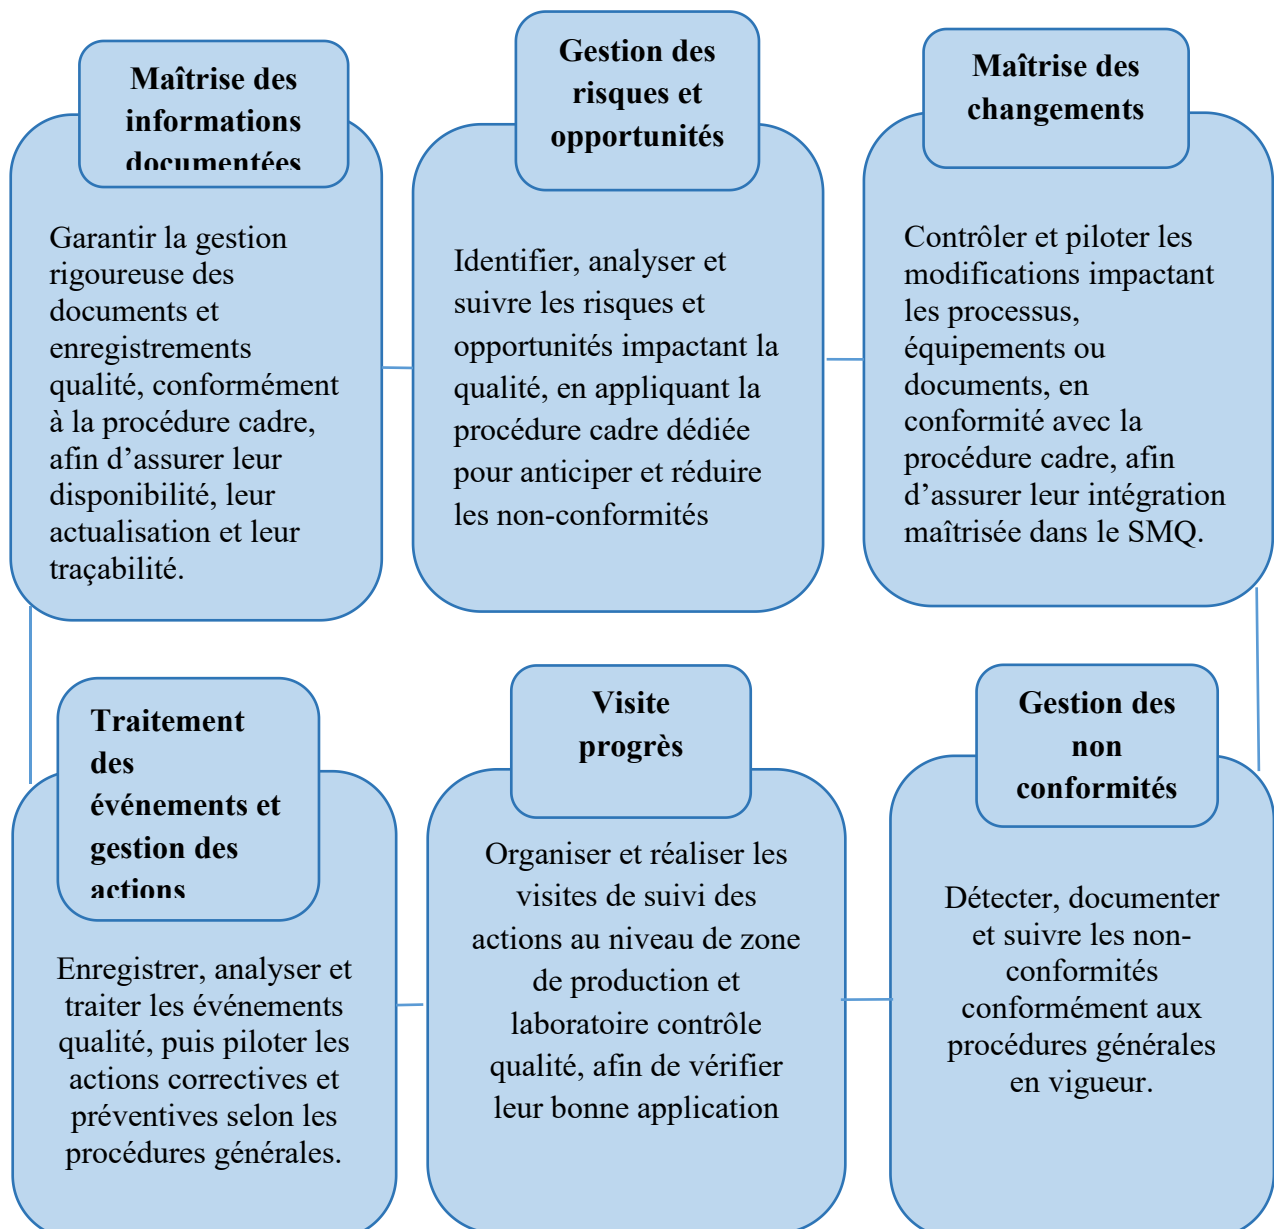 Maîtrise des
informations
documentées
Garantir la gestion
rigoureuse des
documents et
enregistrements
qualité, conformément
à la procédure cadre,
afin d’assurer leur
disponibilité, leur
actualisation et leur
traçabilité.
Gestion des
risques et
opportunités
Identifier, analyser et
suivre les risques et
opportunités impactant la
qualité, en appliquant la
procédure cadre dédiée
pour anticiper et réduire
les non-conformités
Maîtrise des
changements
Contrôler et piloter les
modifications impactant
les processus,
équipements ou
documents, en
conformité avec la
procédure cadre, afin
d’assurer leur intégration
maîtrisée dans le SMQ.
Traitement
des
événements et
gestion des
actions
Enregistrer, analyser et
traiter les événements
qualité, puis piloter les
actions correctives et
préventives selon les
procédures générales.
Visite
progrès
Organiser et réaliser les
visites de suivi des
actions au niveau de zone
de production et
laboratoire contrôle
qualité, afin de vérifier
leur bonne application
Gestion des
non
conformités
Détecter, documenter
et suivre les non-
conformités
conformément aux
procédures générales
en vigueur.